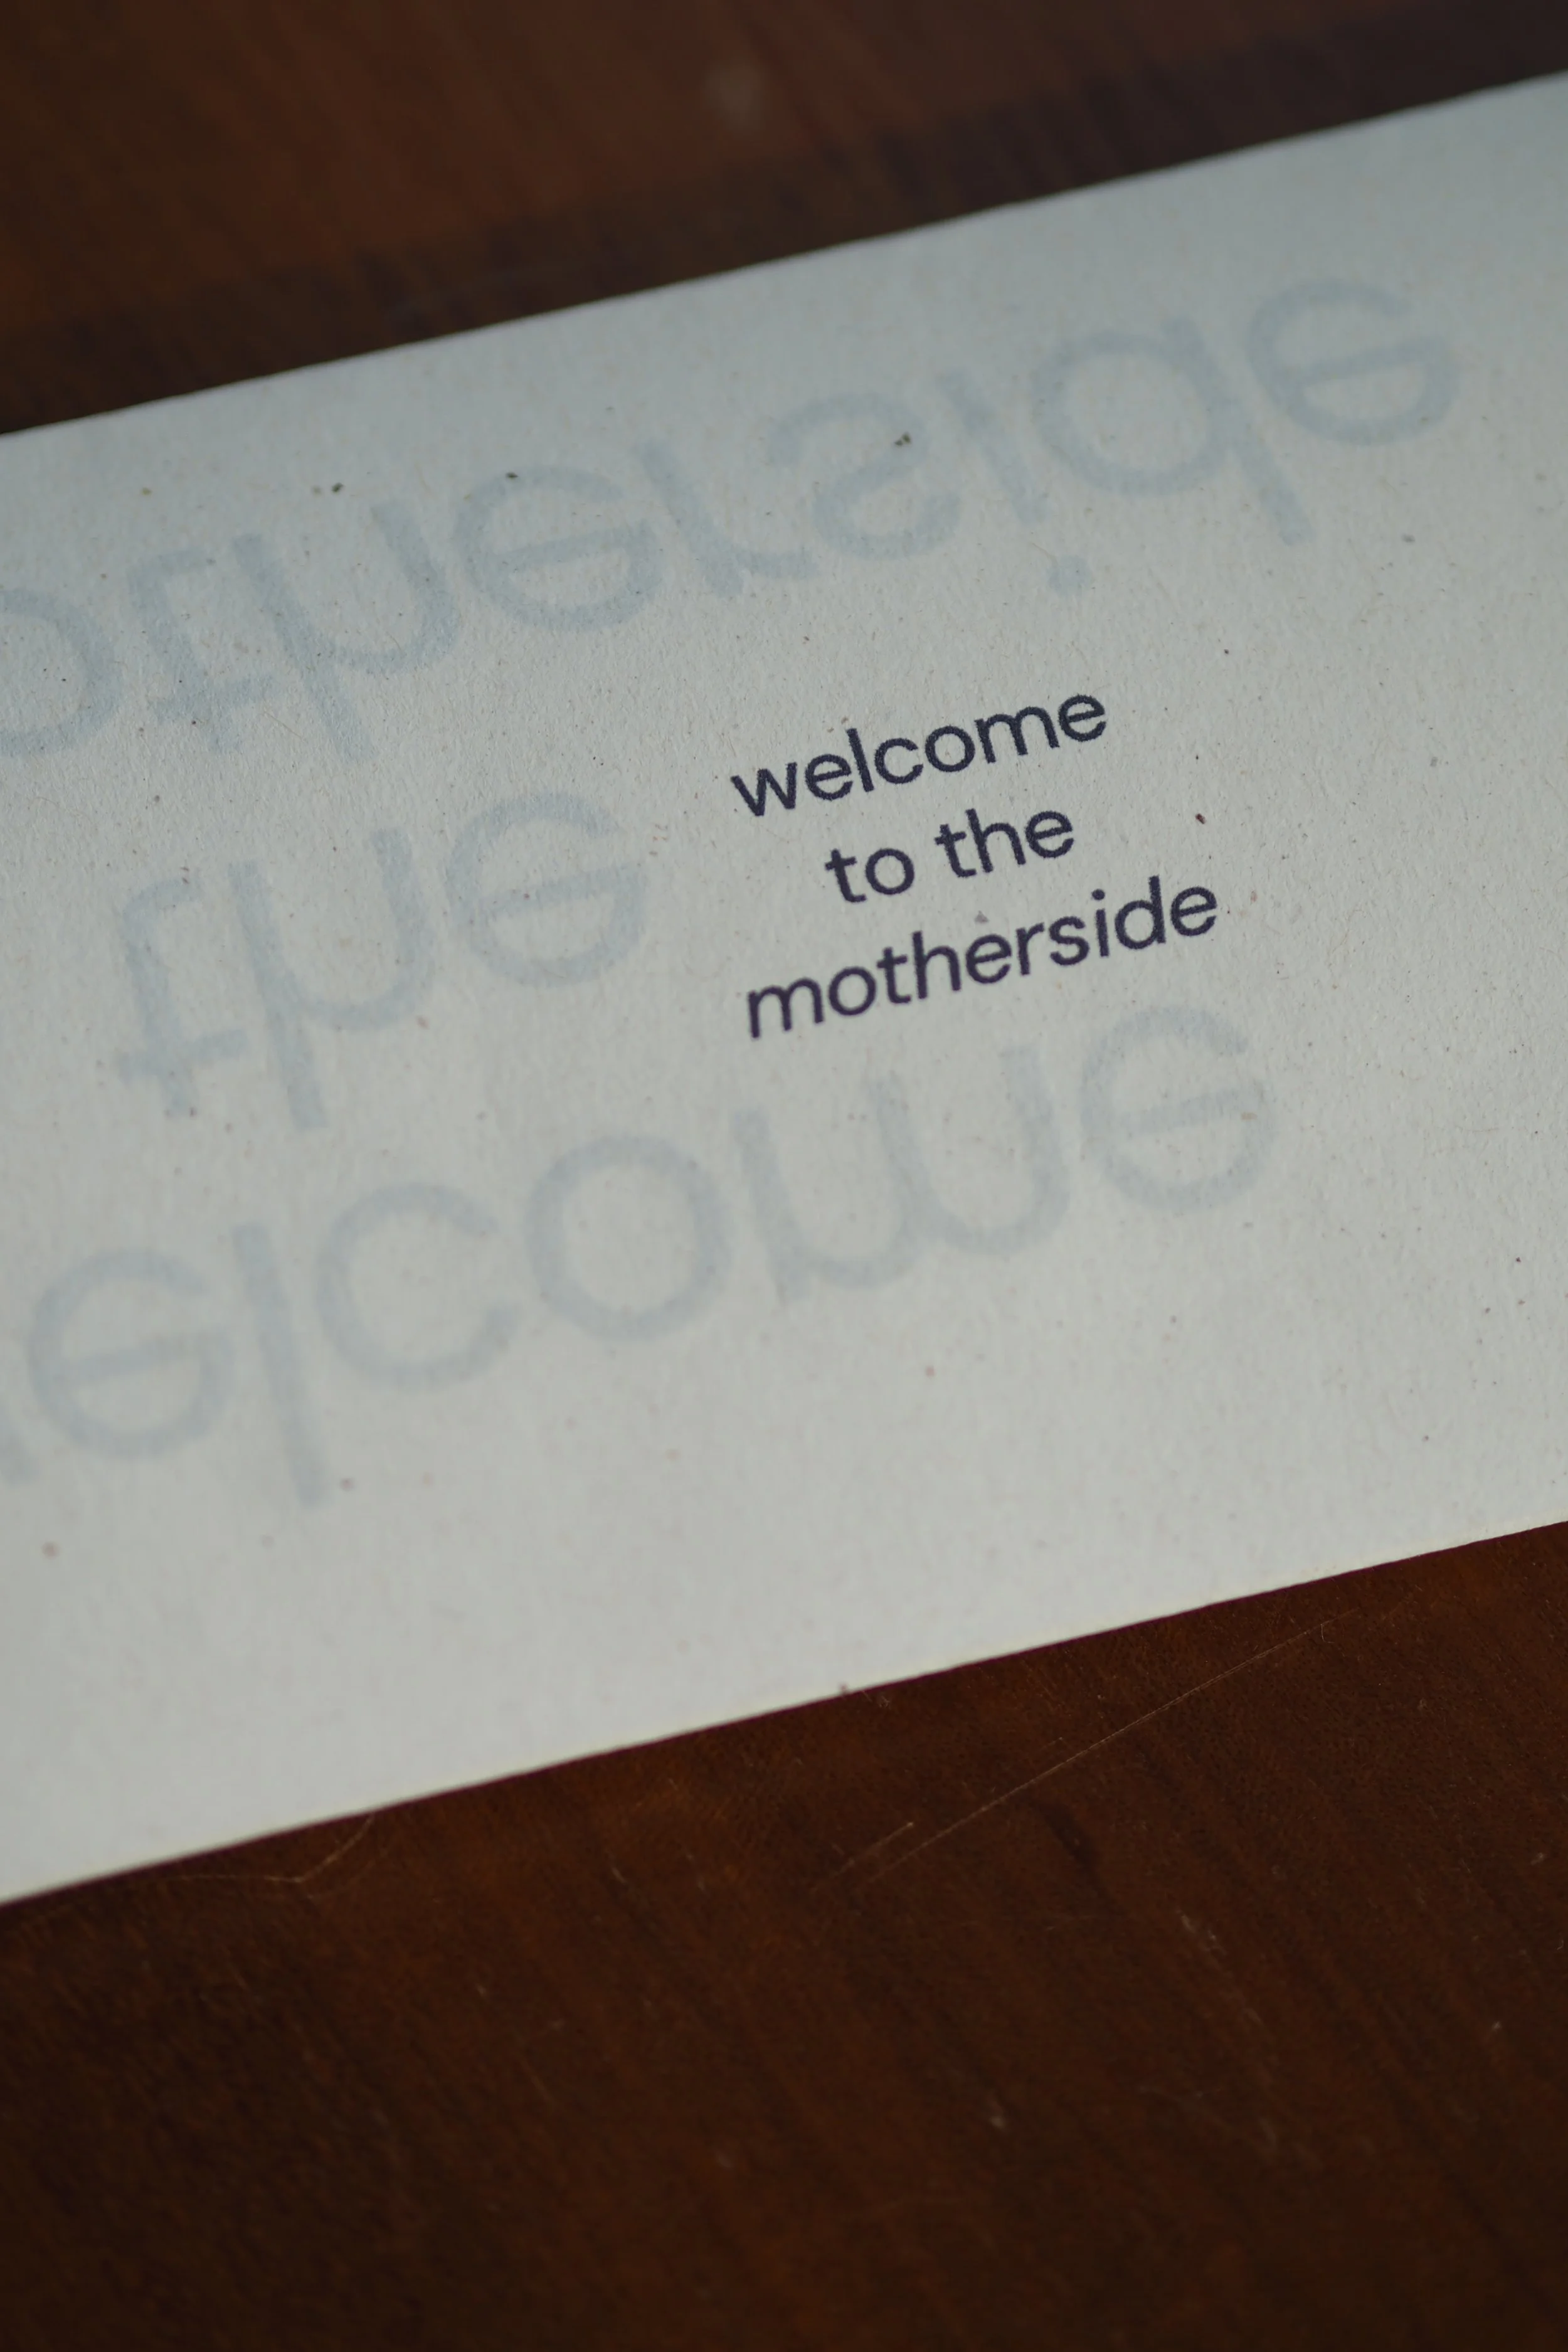 welcome
to the
motherside